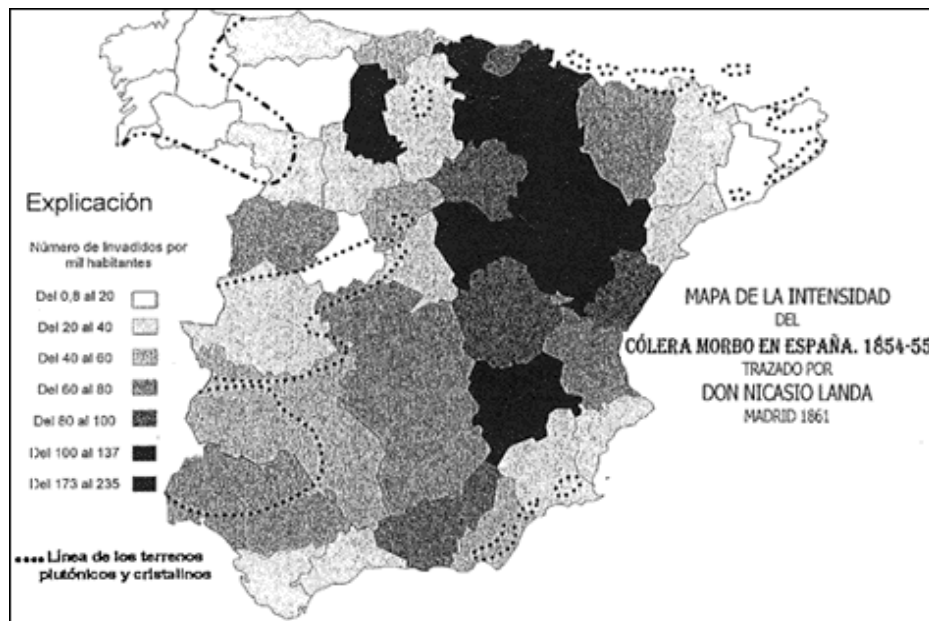 Explicación
Número de Invadidos por
mil habitantes
Del 0,8 al 20
Del 20 al 40
Del 40 al 60
Del 60 al 80
Del 80 al 100
Del 100 al 137
Del 173 al 235
Línea de los terrenos
plutónicos y cristalinos
MAPA DE LA INTENSIDAD
DEL
CÓLERA MORBO EN ESPAÑA. 1854-55
TRAZADO POR
DON NICASIO LANDA
MADRID 1861